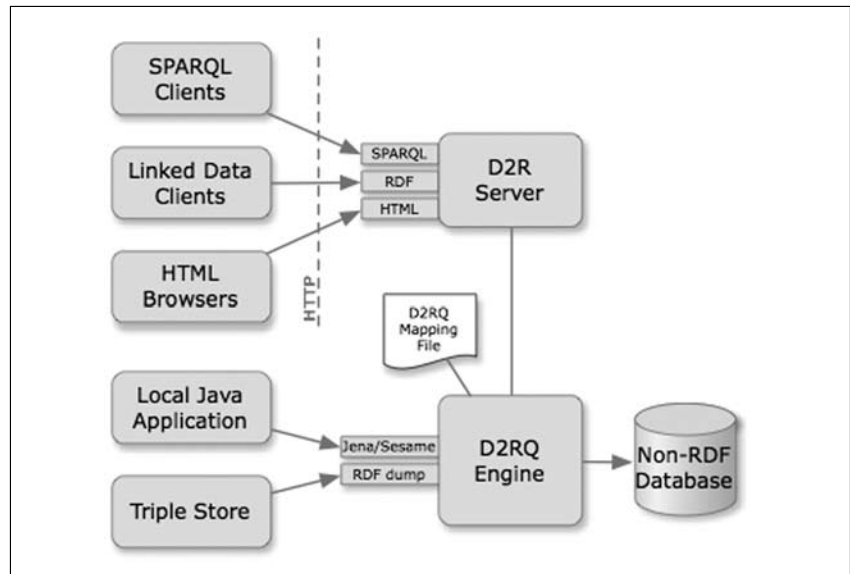 SPARQL
Clients
Linked Data
Clients
HTML
Browsers
HTTP
SPARQL
RDF
HTML
D2R
Server
D2RQ
Mapping
File
Local Java
Application
Triple Store
Jena/Sesame
RDF dump
D2RQ
Engine
Non-RDF
Database